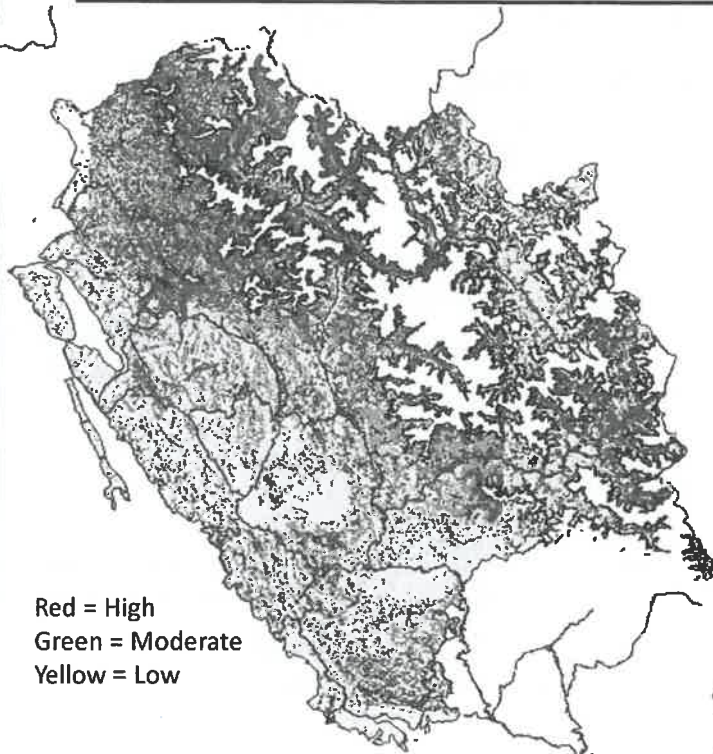 Red = High
Green = Moderate
Yellow = Low